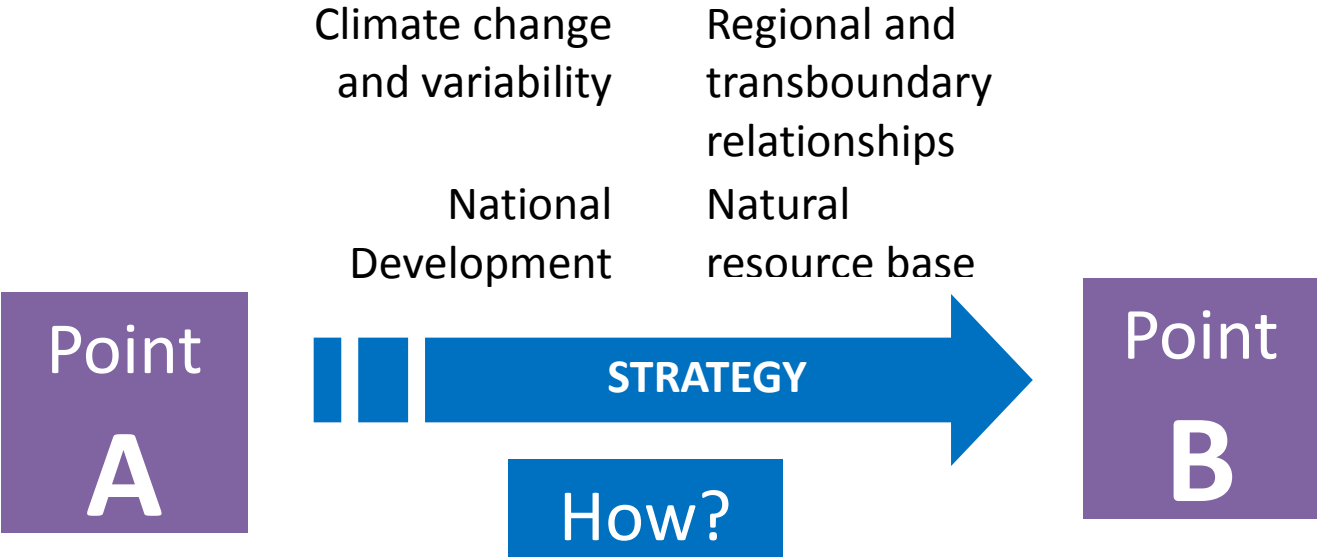 Climate change
and variability
Regional and
transboundary
relationships
National
Development
Natural
resource base
Point
A
STRATEGY
How?
Point
B